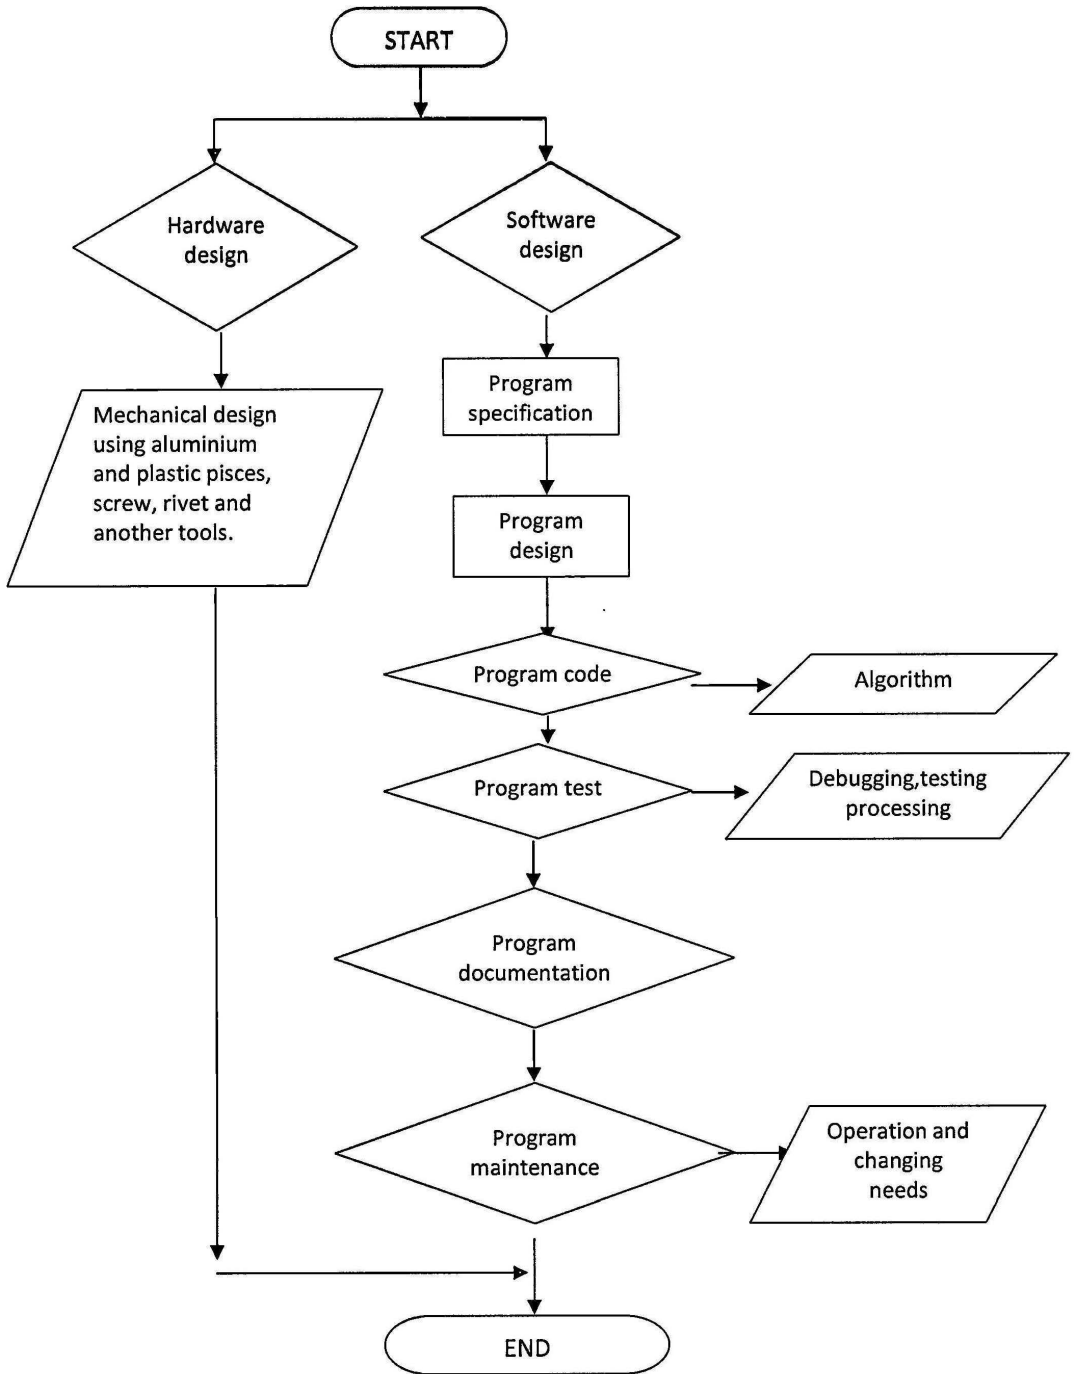 START
Hardware
design
Software
design
Mechanical design
using aluminium
and plastic pisces,
screw, rivet and
another tools.
Program
specification
Program
design
Program code
Algorithm
Program test
Debugging,testing
processing
Program
documentation
Program
maintenance
Operation and
changing
needs
END